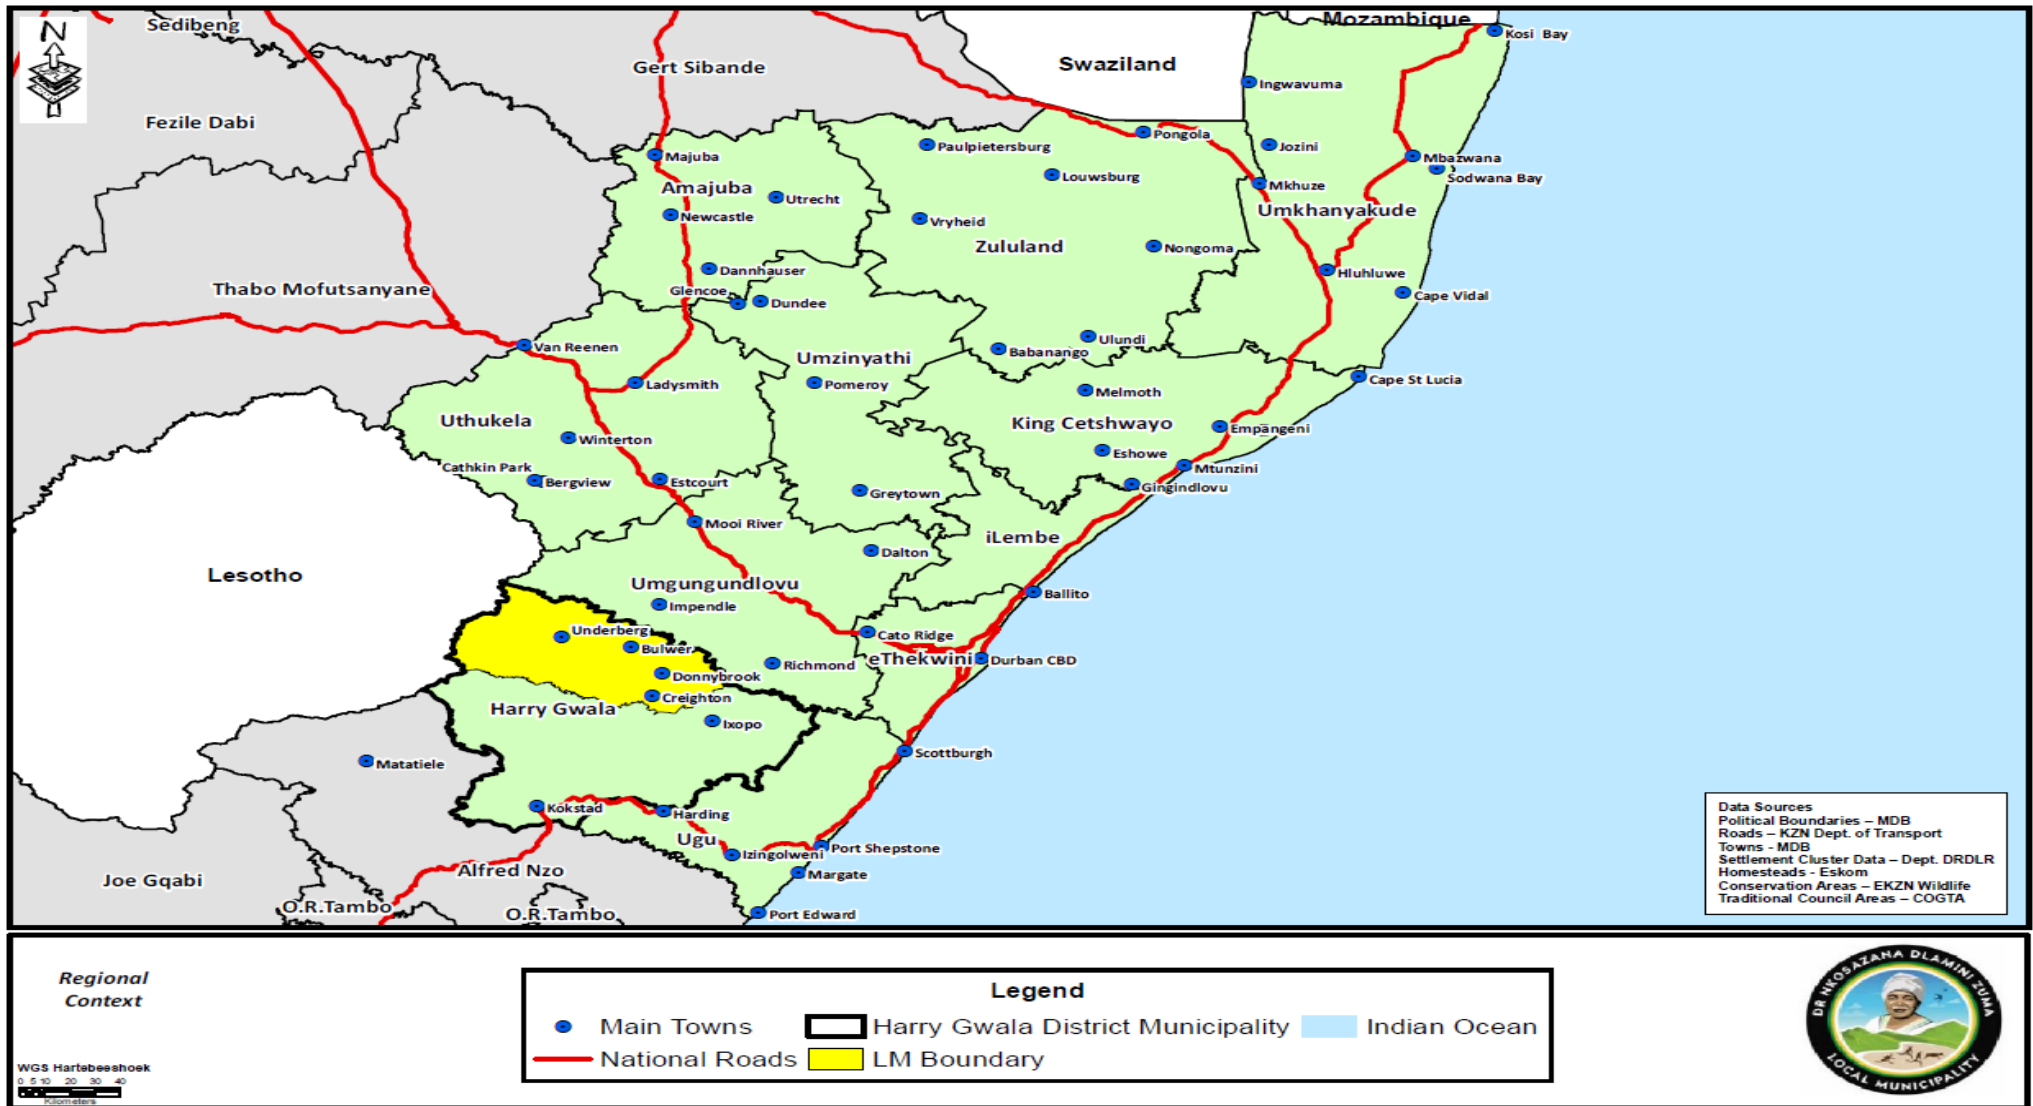 Mozambique
Sedibeng
N
Kosi Bay
Gert Sibande
Swaziland
Ingwavuma
Fezile Dabi
Pongola
Majuba
Paulpietersburg
Jozini
Mbazwana
Louwsburg
Sodwana Bay
Amajuba
Utrecht
Mkhuze
Newcastle
Vryheid
Umkhanyakude
Zululand
Nongoma
Dannhauser
Hluhluwe
Thabo Mofutsanyane
Glencoe
Dundee
Cape Vidal
Van Reenen
Umzinyathi
Babanango
Ulundi
Ladysmith
Pomeroy
Cape St Lucia
Melmoth
Uthukela
King Cetshwayo
Empangeni
Winterton
Eshowe
Cathkin Park
Mtunzini
Bergview
Estcourt
Gingindlovu
Greytown
Mooi River
iLembe
Dalton
Lesotho
Umgungundlovu
Ballito
Impendle
Underberg
Cato Ridge
Bulwer
eThekwini
Durban CBD
Richmond
Donnybrook
Creighton
Harry Gwala
Ixopo
Scottburgh
Matatiele
Kokstad
Harding
Ugu
Izingolweni
Port Shepstone
Alfred Nzo
Margate
Joe Gqabi
O.R.Tambo
O.R.Tambo
Port Edward
Data Sources
Political Boundaries – MDB
Roads – KZN Dept. of Transport
Towns - MDB
Settlement Cluster Data – Dept. DRDLR
Homesteads - Eskom
Conservation Areas – EKZN Wildlife
Traditional Council Areas – COGTA
Regional
Context
Legend
Main Towns
Harry Gwala District Municipality
Indian Ocean
National Roads
LM Boundary
WGS Hartebeeshoek
0 5 10 20 30 40
Kilometers
DR NKOSAZANA DLAMINI ZUMA
LOCAL MUNICIPALITY